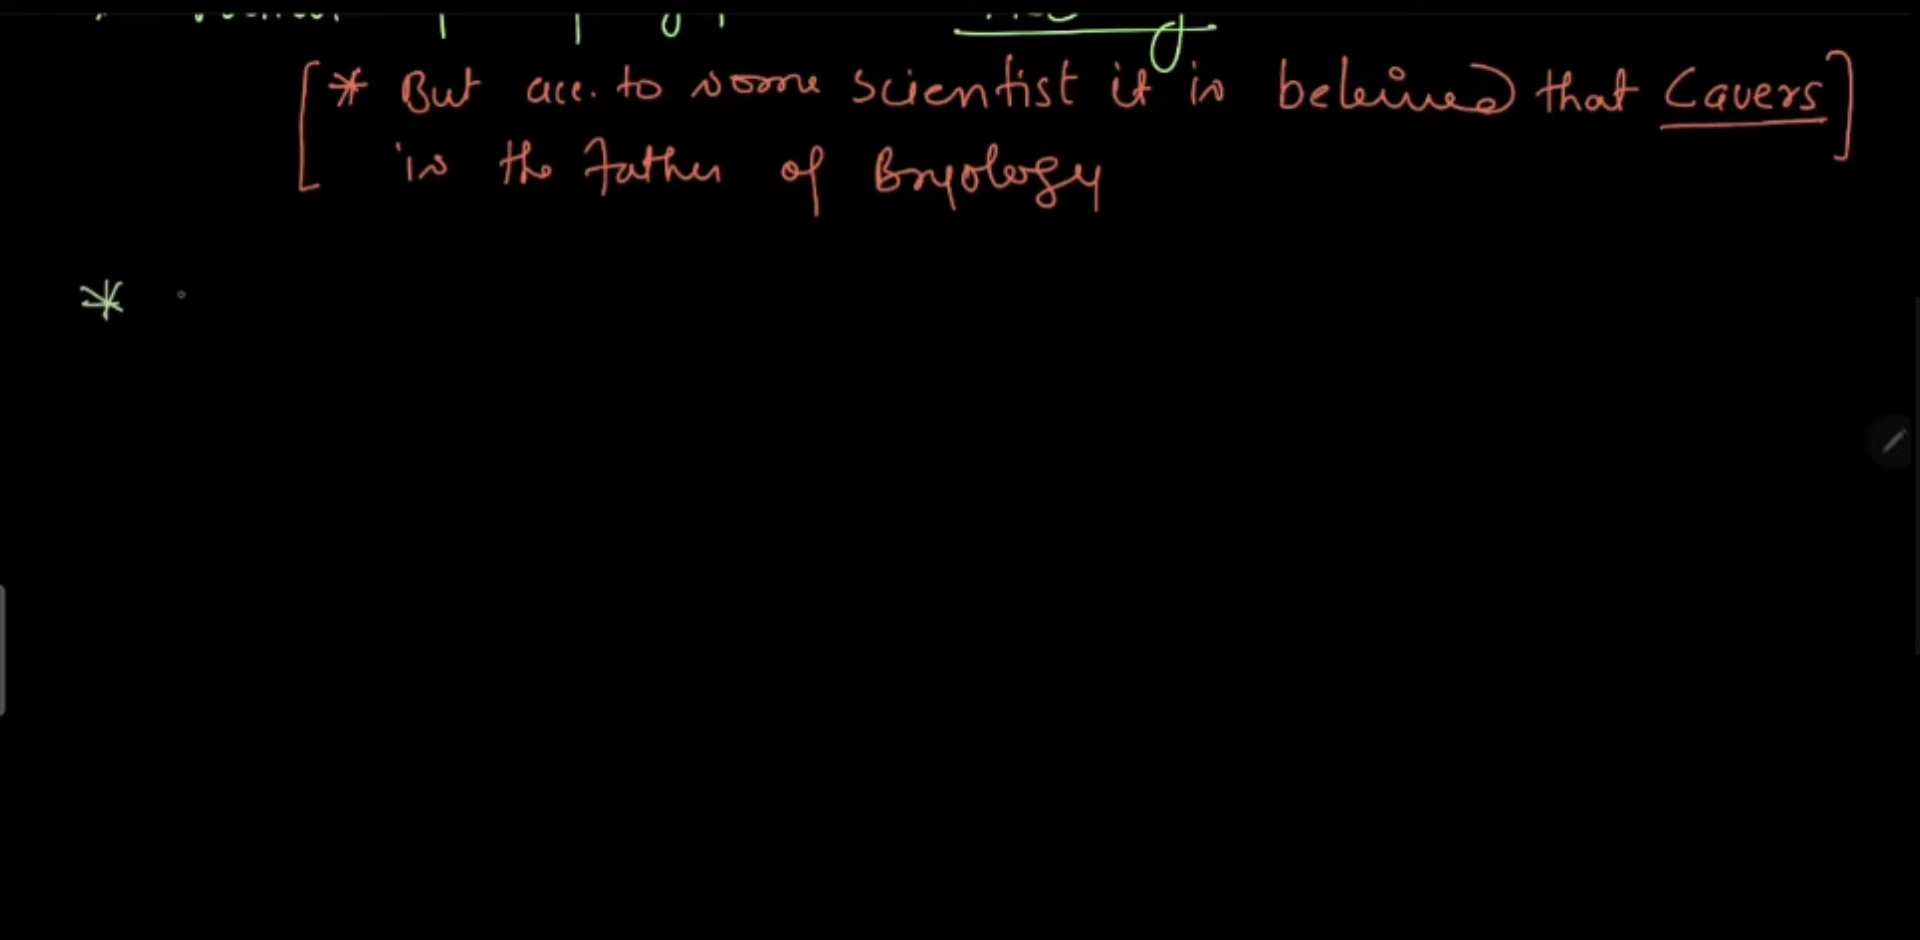 [* But acc. to some scientist it is beleived that Cavers]
is the father of Bryology
*